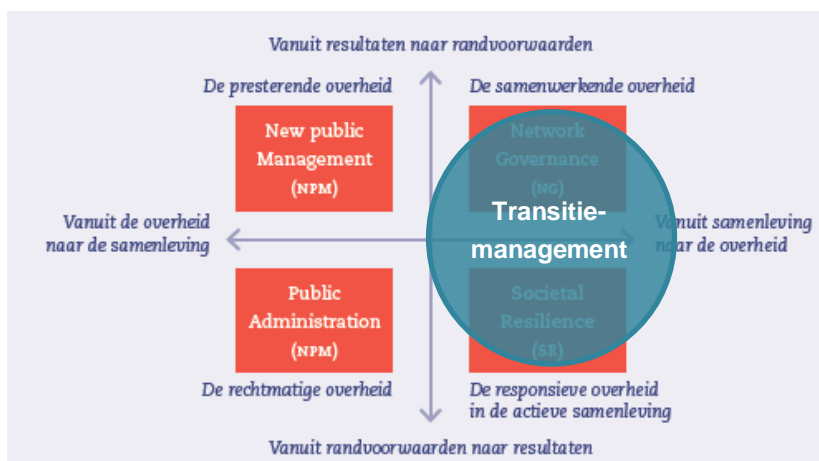 Vanuit resultaten naar randvoorwaarden
De presterende overheid
De samenwerkende overheid
New public
Management
(NPM)
Network
Governance
(NG)
Transitie-
management
Vanuit de overheid
naar de samenleving
Vanuit samenleving
naar de overheid
Public
Administration
(NPM)
Societal
Resilience
(SR)
De rechtmatige overheid
De responsieve overheid
in de actieve samenleving
Vanuit randvoorwaarden naar resultaten